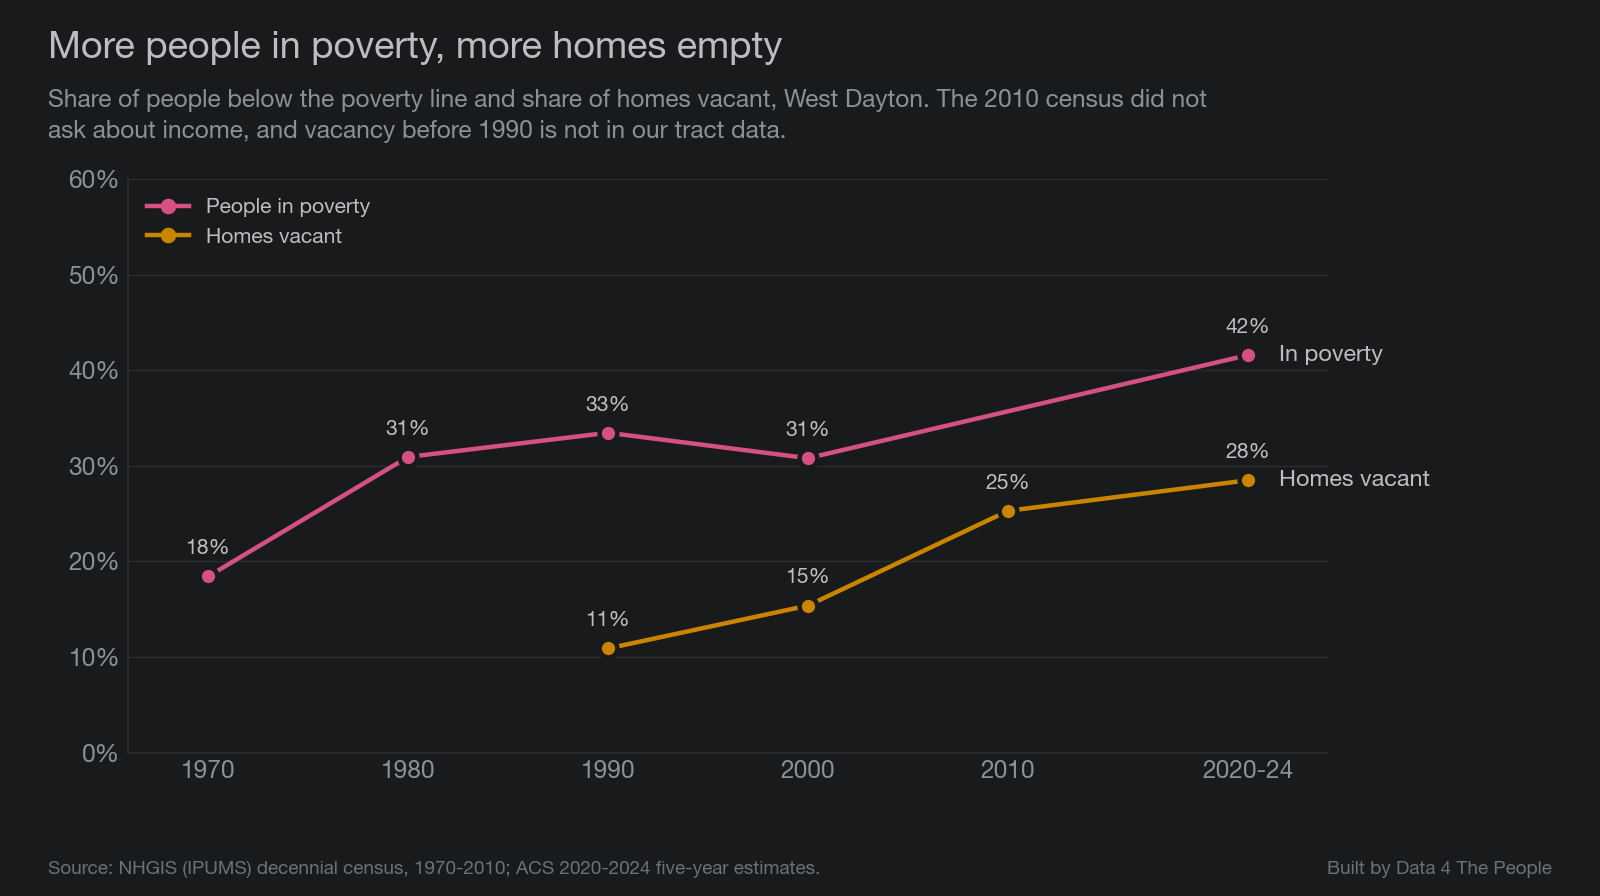 More people in poverty, more homes empty
Share of people below the poverty line and share of homes vacant, West Dayton. The 2010 census did not
ask about income, and vacancy before 1990 is not in our tract data.
60%
People in poverty
Homes vacant
50%
42%
In poverty
40%
33%
31%
31%
28%
Homes vacant
30%
25%
18%
20%
15%
11%
10%
0%
1970 1980 1990 2000 2010 2020-24
Source: NHGIS (IPUMS) decennial census, 1970-2010; ACS 2020-2024 five-year estimates.
Built by Data 4 The People